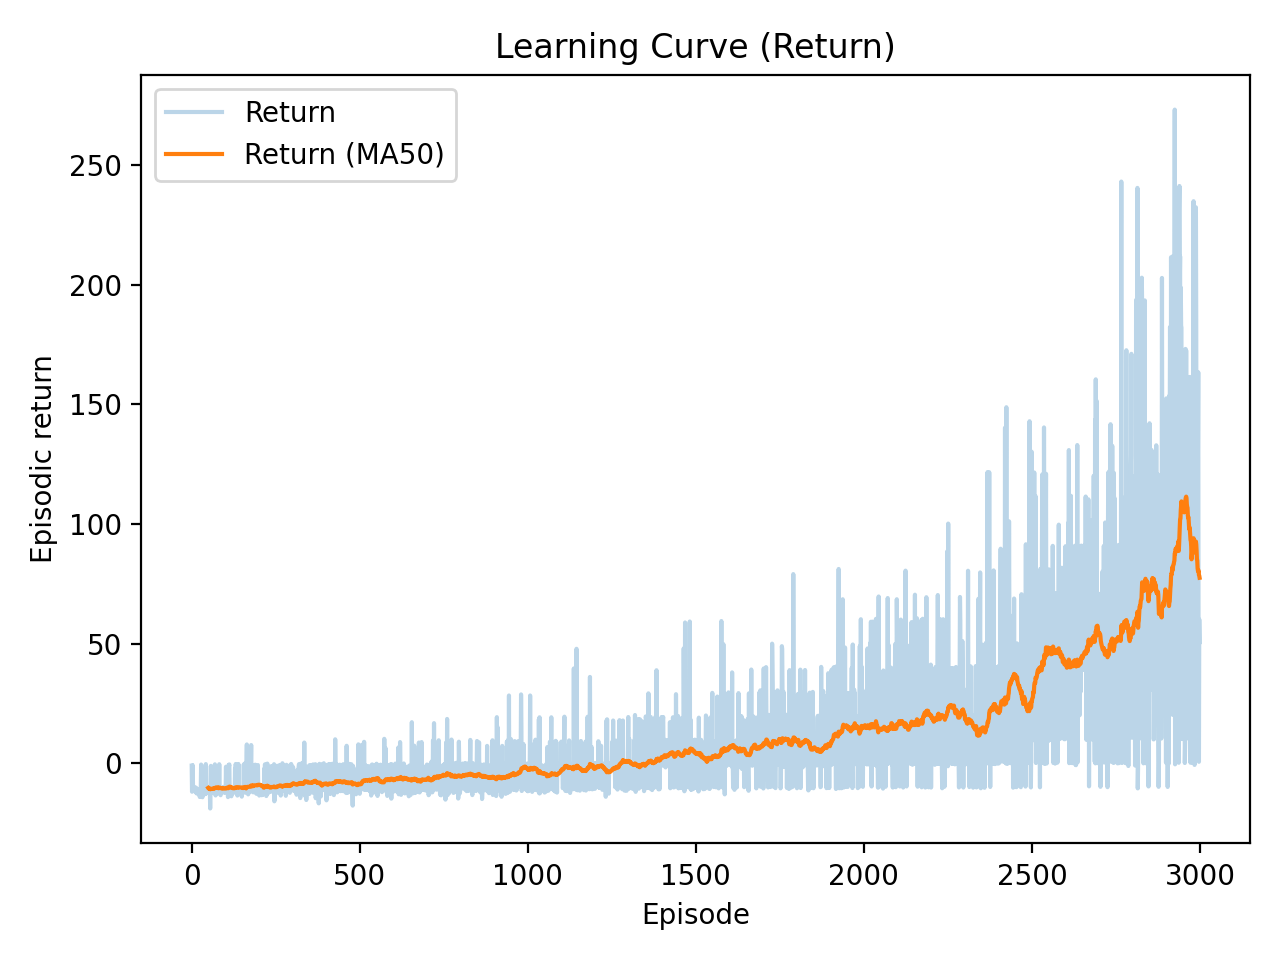 Learning Curve (Return)
Return
Return (MA50)
250
200
150
100
50
0
Episodic return
0 500 1000 1500 2000 2500 3000
Episode